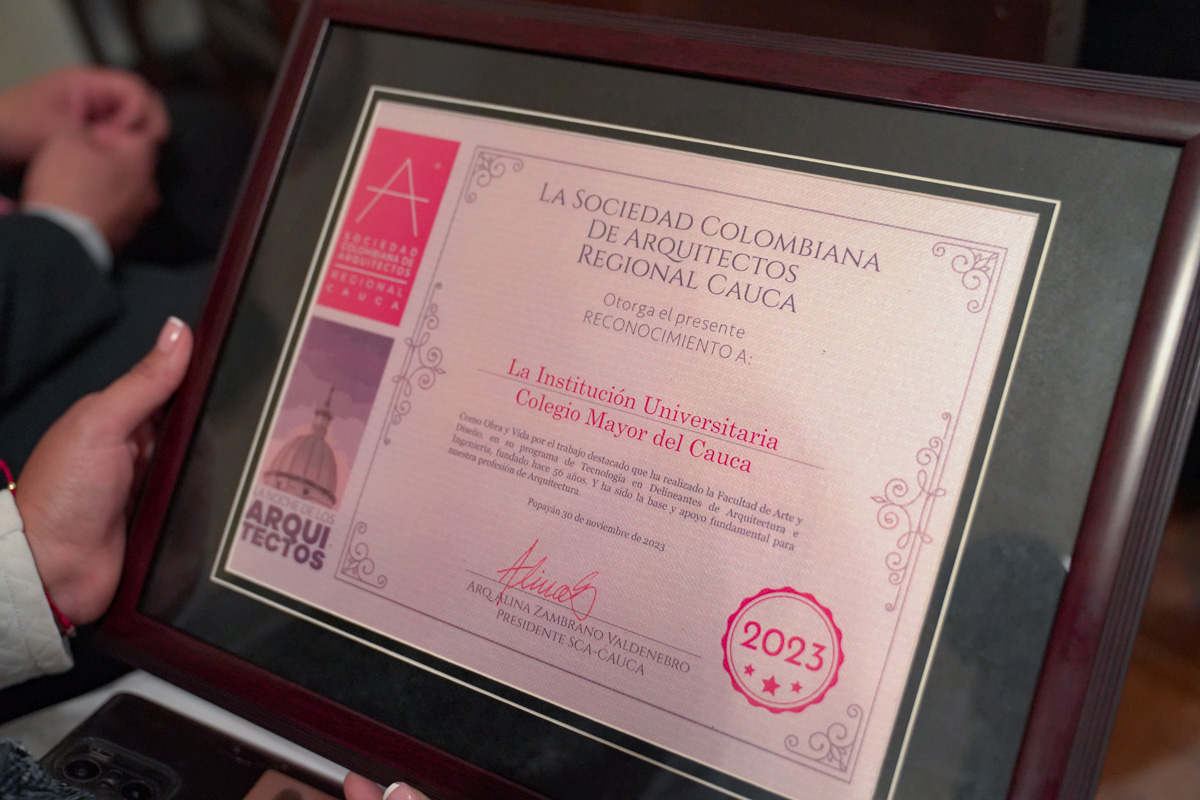 SOCIEDAD
COLOMBIANA DE
ARQUITECTOS
REGIONAL
CAUCA
LA NOCHE DE LOS
ARQUI
TECTOS
LA SOCIEDAD COLOMBIANA
DE ARQUITECTOS
REGIONAL CAUCA
Otorga el presente
RECONOCIMIENTO A:
La Institución Universitaria
Colegio Mayor del Cauca
Como Obra y Vida por el trabajo destacado que ha realizado la Facultad de Arte y
Diseño, en su programa de Tecnología en Delineantes de Arquitectura e
Ingeniería, fundado hace 56 años. Y ha sido la base y apoyo fundamental para
nuestra profesión de Arquitectura.
Popayán 30 de noviembre de 2023
ARQ. ALINA ZAMBRANO VALDENEBRO
PRESIDENTE SCA-CAUCA
2023